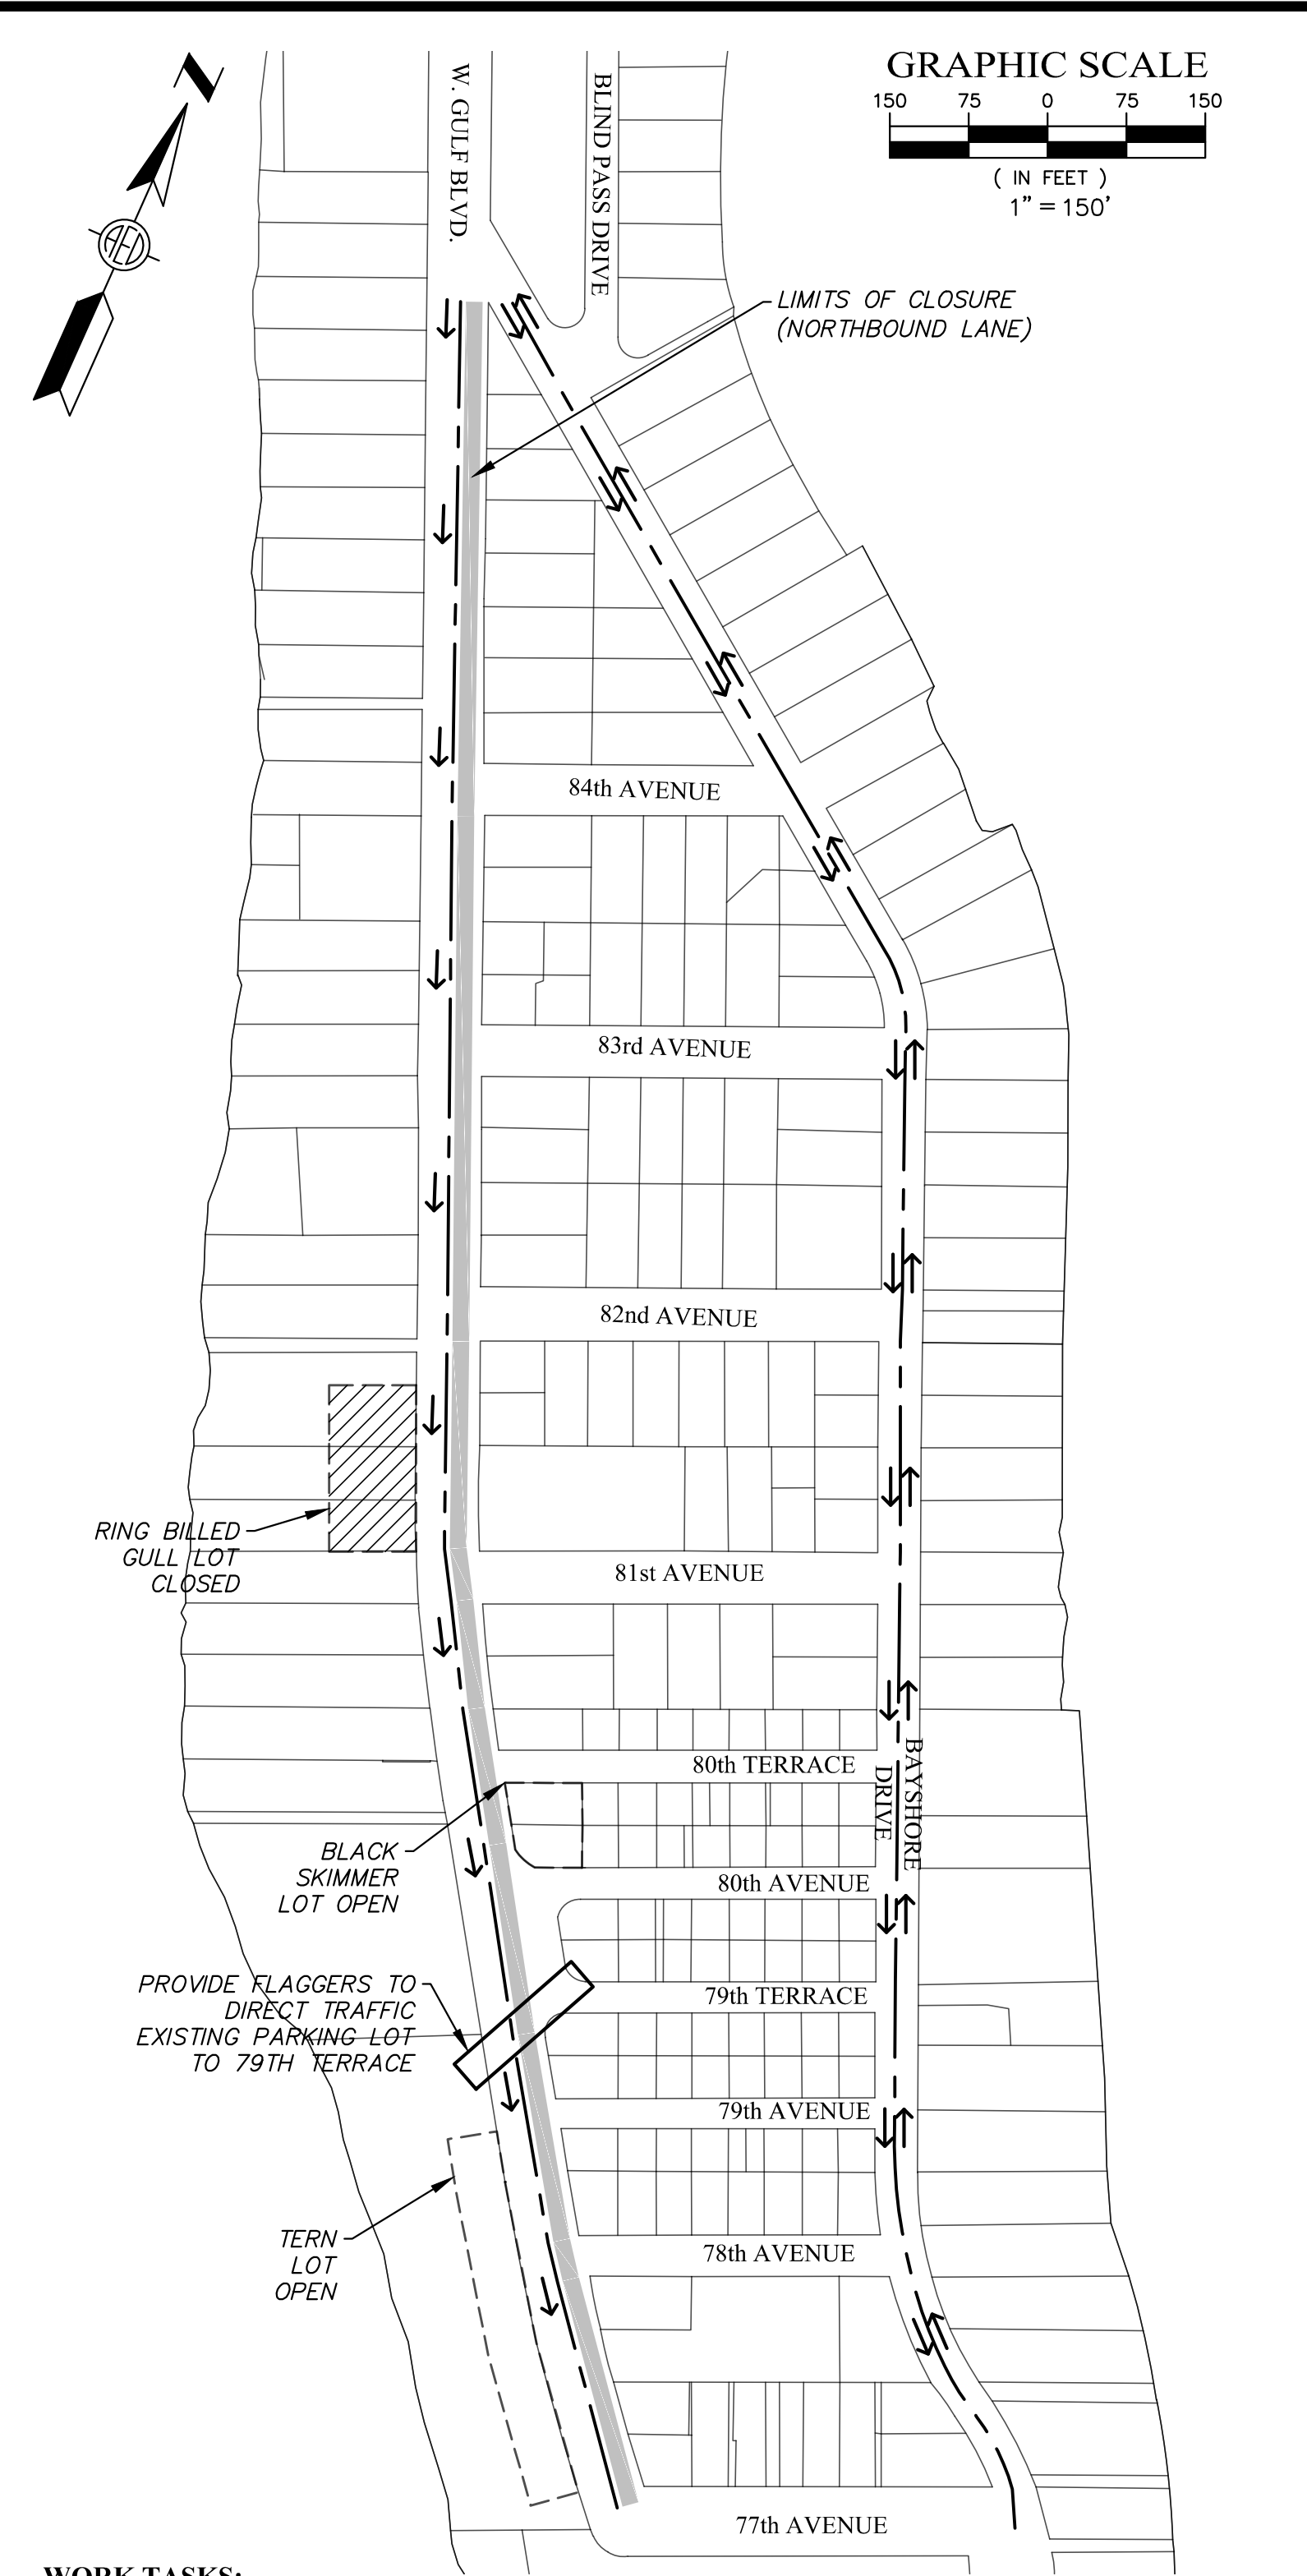 N
GRAPHIC SCALE
150 75 0 75 150
( IN FEET )
1" = 150'
W. GULF BLVD.
BLIND PASS DRIVE
LIMITS OF CLOSURE
(NORTHBOUND LANE)
84th AVENUE
83rd AVENUE
82nd AVENUE
RING BILLED
GULL LOT
CLOSED
81st AVENUE
80th TERRACE
BAYSHORE
DRIVE
BLACK
SKIMMER
LOT OPEN
80th AVENUE
PROVIDE FLAGGERS TO
DIRECT TRAFFIC
EXISTING PARKING LOT
TO 79TH TERRACE
79th TERRACE
79th AVENUE
TERN
LOT
OPEN
78th AVENUE
77th AVENUE
WORK TASKS: